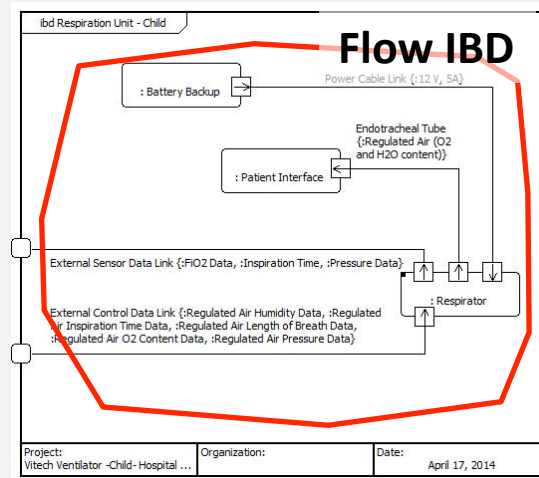 ibd Respiration Unit - Child
Flow IBD
Power Cable Link {:12 V, 5A}
: Battery Backup
Endotracheal Tube
{:Regulated Air (O2
and H2O content)}
: Patient Interface
External Sensor Data Link {:FiO2 Data, :Inspiration Time, :Pressure Data}
: Respirator
External Control Data Link {:Regulated Air Humidity Data, :Regulated
Air Inspiration Time Data, :Regulated Air Length of Breath Data,
:Regulated Air O2 Content Data, :Regulated Air Pressure Data}
Project:
Vitech Ventilator -Child- Hospital ...
Organization:
Date:
April 17, 2014